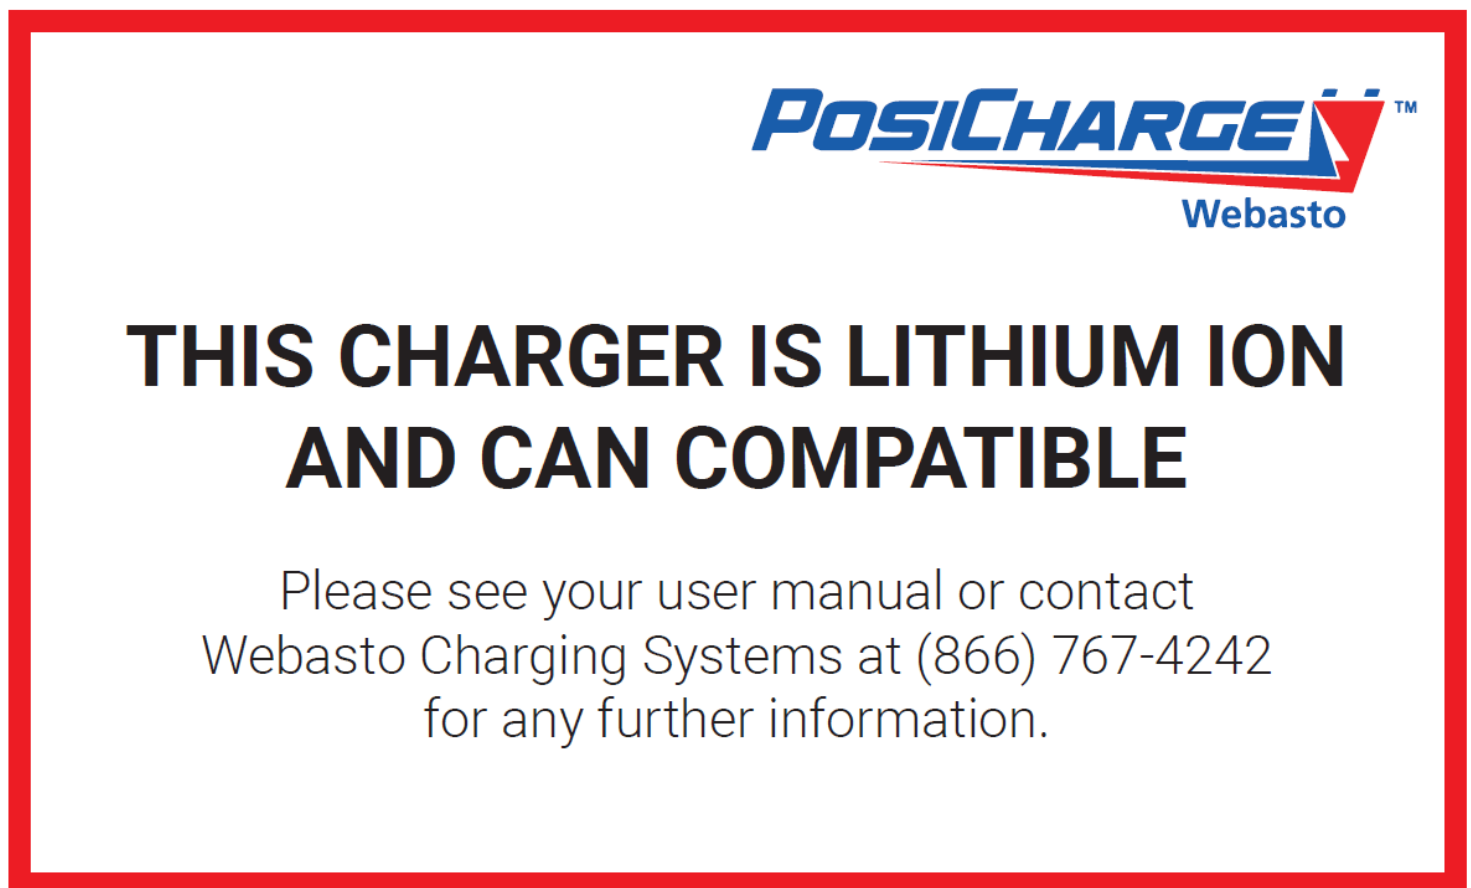 POSICHARGE TM
Webasto
THIS CHARGER IS LITHIUM ION
AND CAN COMPATIBLE
Please see your user manual or contact
Webasto Charging Systems at (866) 767-4242
for any further information.